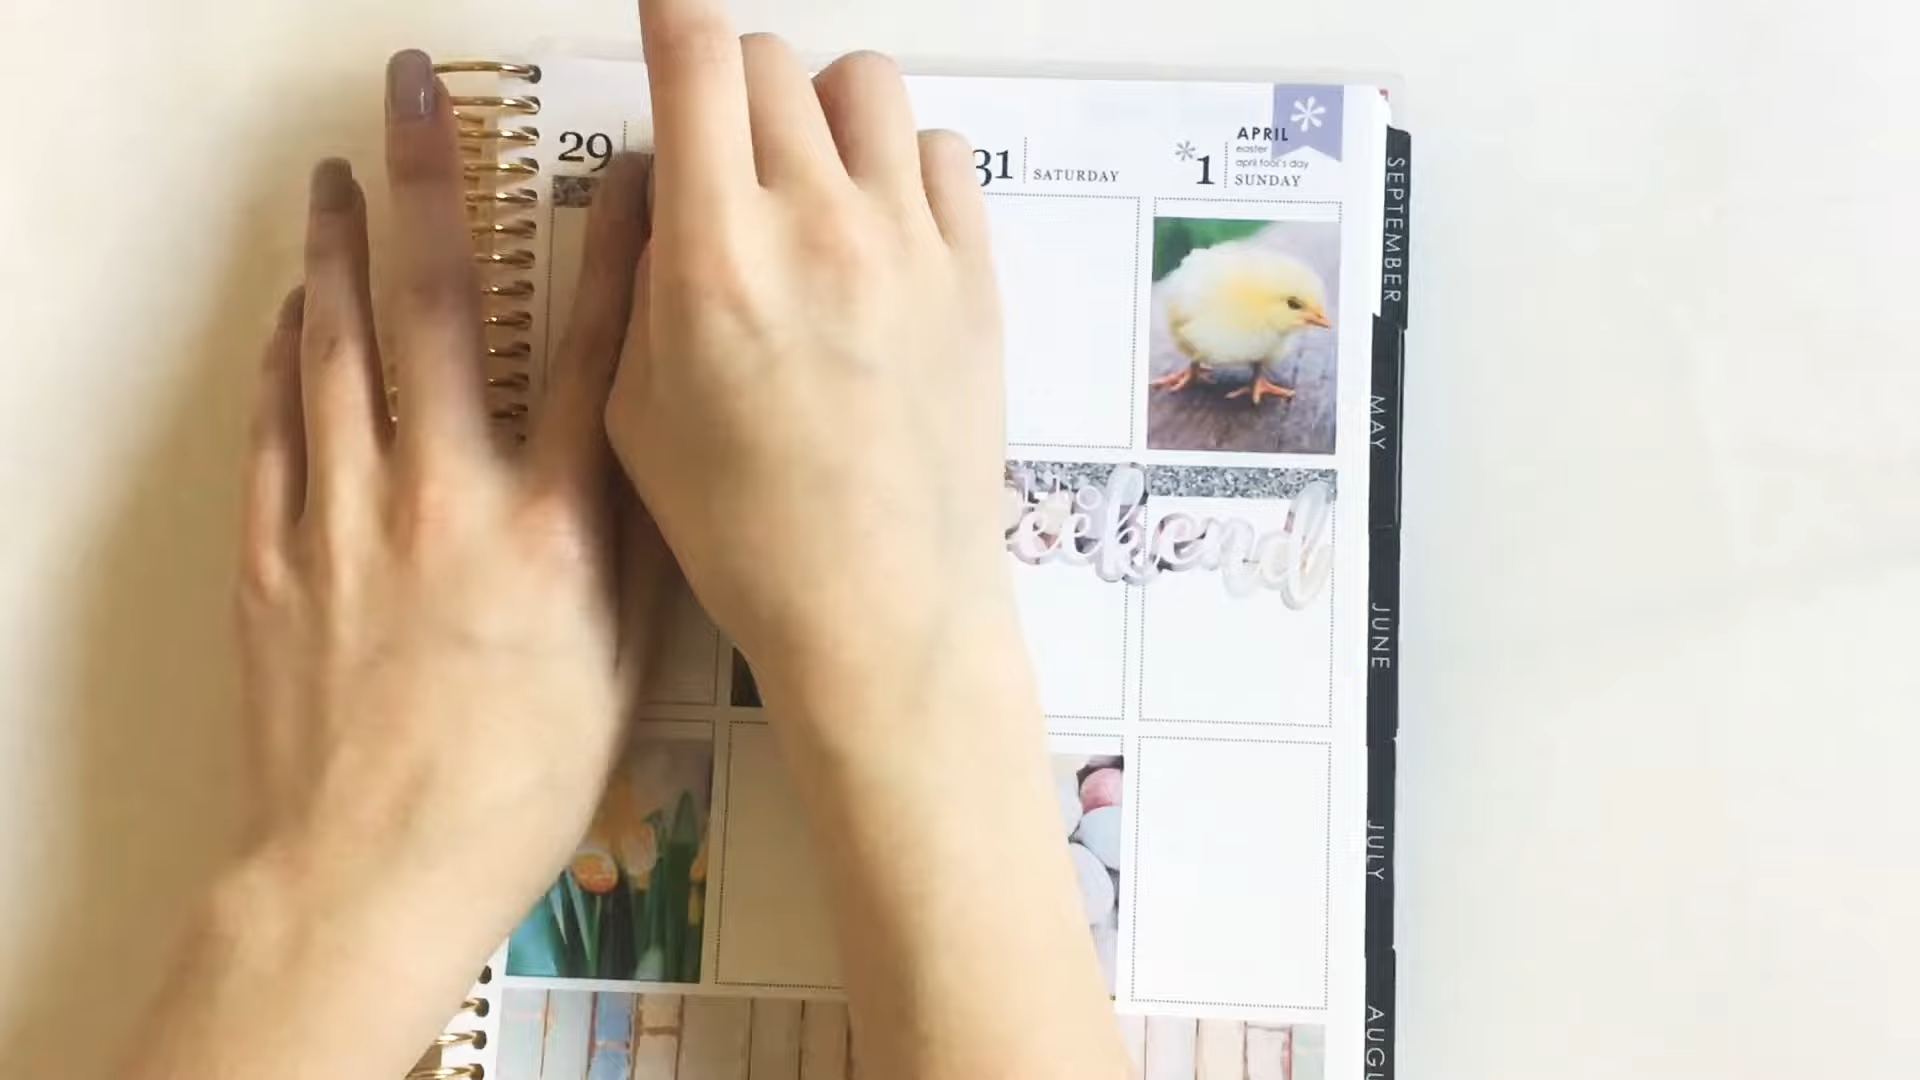 29
31 SATURDAY
*1 APRIL
easter
april fool's day
SUNDAY
SEPTEMBER
MAY
JUNE
JULY